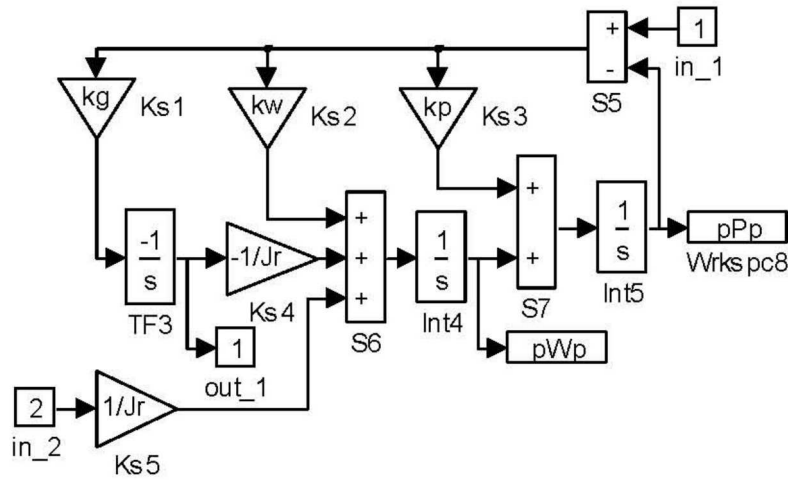 +
1
-
in_1
S5
kg
Ks1
kw
Ks2
kp
Ks3
+
+
-1
s
TF3
-1/Jr
Ks4
+
+
S6
1
s
Int4
+
S7
1
s
Int5
pPp
Wrkspc8
1
out_1
pWp
2
in_2
1/Jr
Ks5